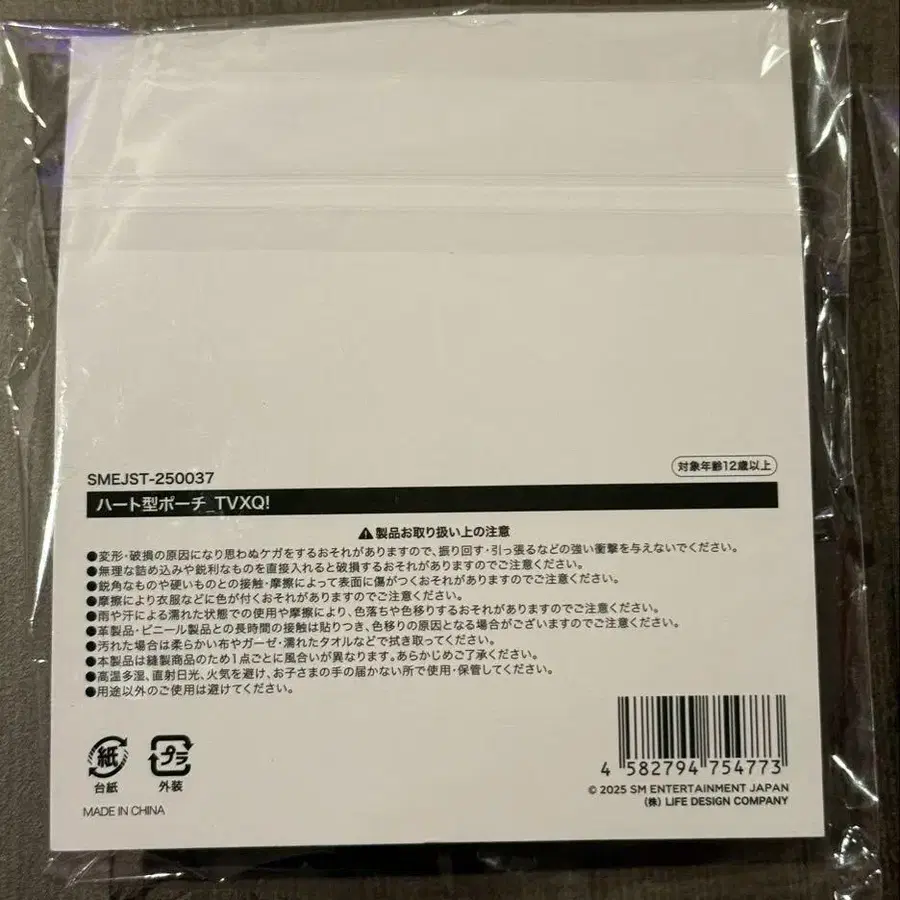 SMEJST-250037
対象年齢12歳以上
ハート型ポーチ_TVXQ!
製品お取り扱い上の注意
●変形・破損の原因になり思わぬケガをするおそれがありますので、振り回す・引っ張るなどの強い衝撃を与えないでください。
●無理な詰め込みや鋭利なものを直接入れると破損するおそれがありますのでご注意ください。
●鋭角なものや硬いものとの接触・摩擦によって表面に傷がつくおそれがありますのでご注意ください。
●摩擦により衣服などに色が付くおそれがありますのでご注意ください。
●雨や汗による濡れた状態での使用や摩擦により、色落ちや色移りするおそれがありますのでご注意ください。
●革製品・ビニール製品との長時間の接触は貼りつき、色移りの原因となる場合がございますのでご注意ください。
●汚れた場合は柔らかい布やガーゼ・濡れたタオルなどで拭き取ってください。
●本製品は縫製商品のため1点ごとに風合いが異なります。あらかじめご了承ください。
●高温多湿、直射日光、火気を避け、お子さまの手の届かない所で使用・保管してください。
●用途以外のご使用は避けてください。
紙
台紙
プラ
外装
MADE IN CHINA
4 582794 754773
© 2025 SM ENTERTAINMENT JAPAN
(株) LIFE DESIGN COMPANY